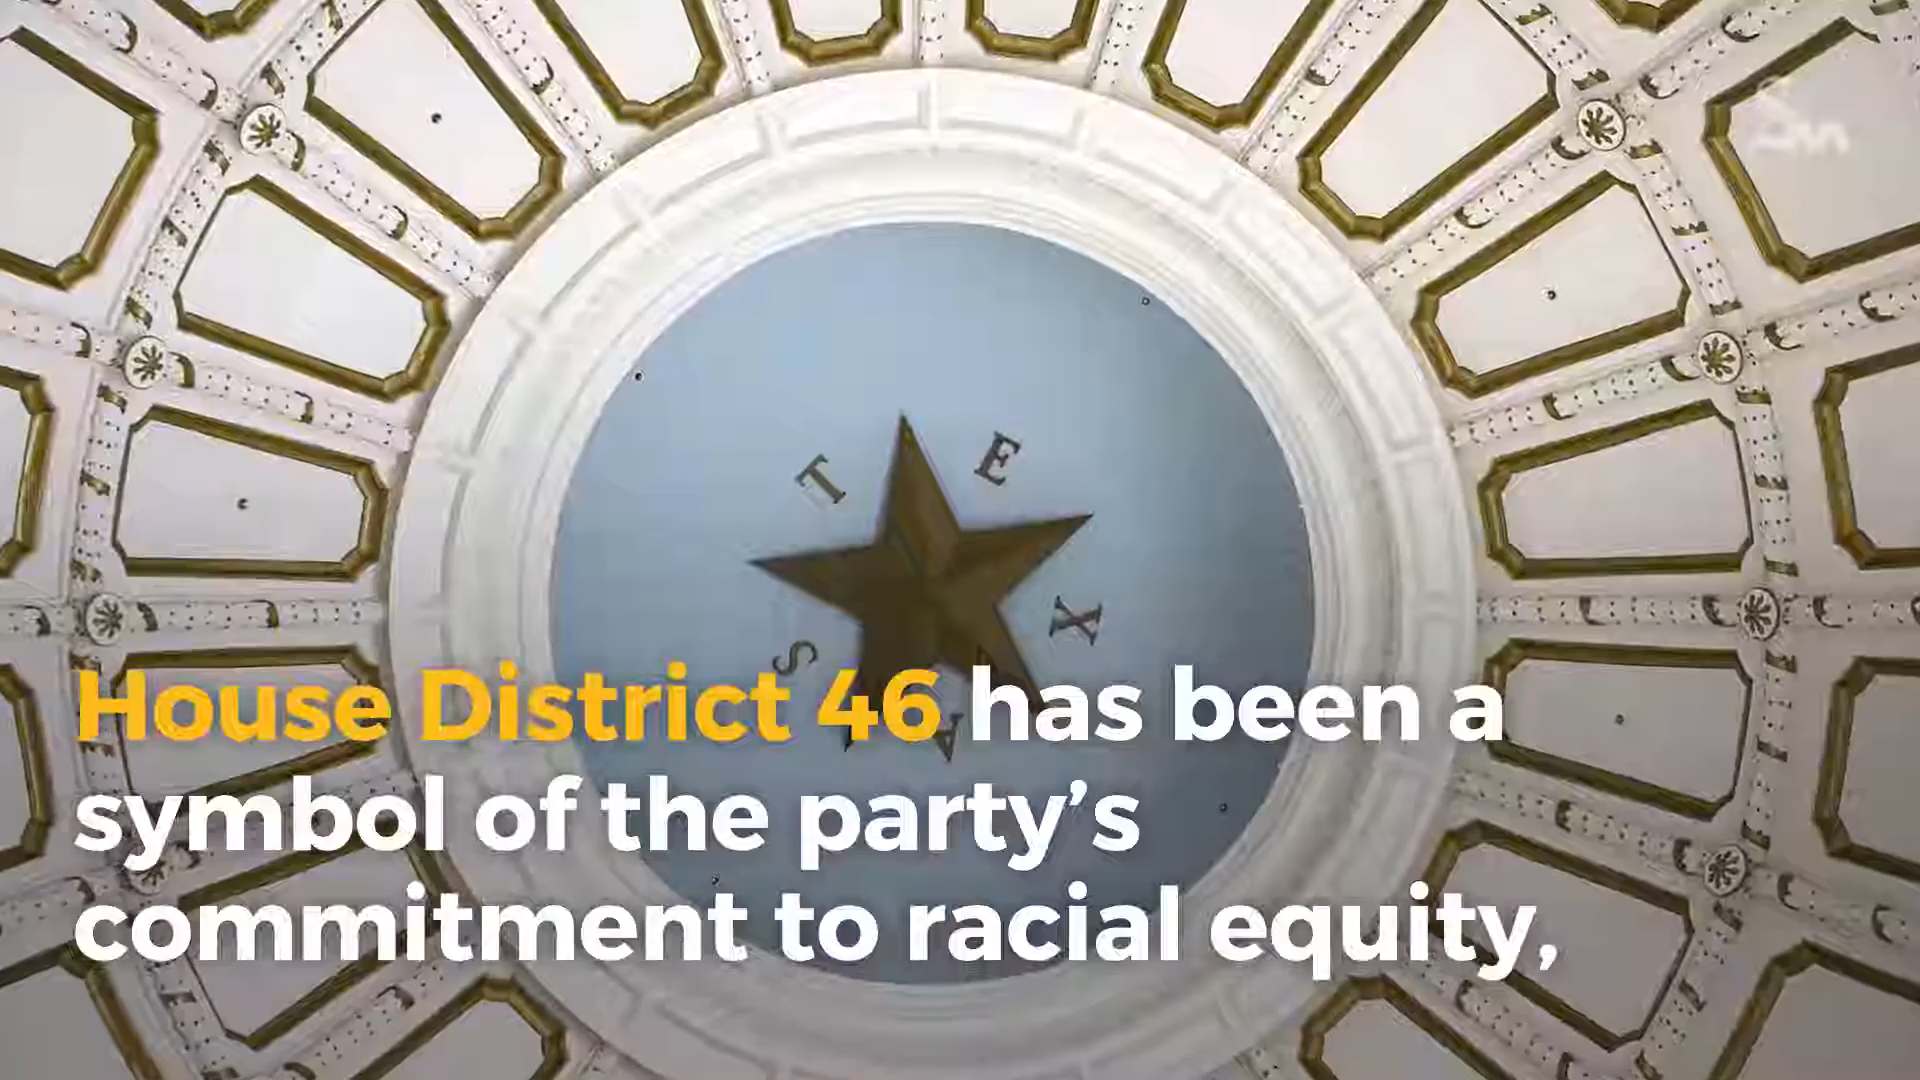 T E X A S
House District 46 has been a
symbol of the party’s
commitment to racial equity,